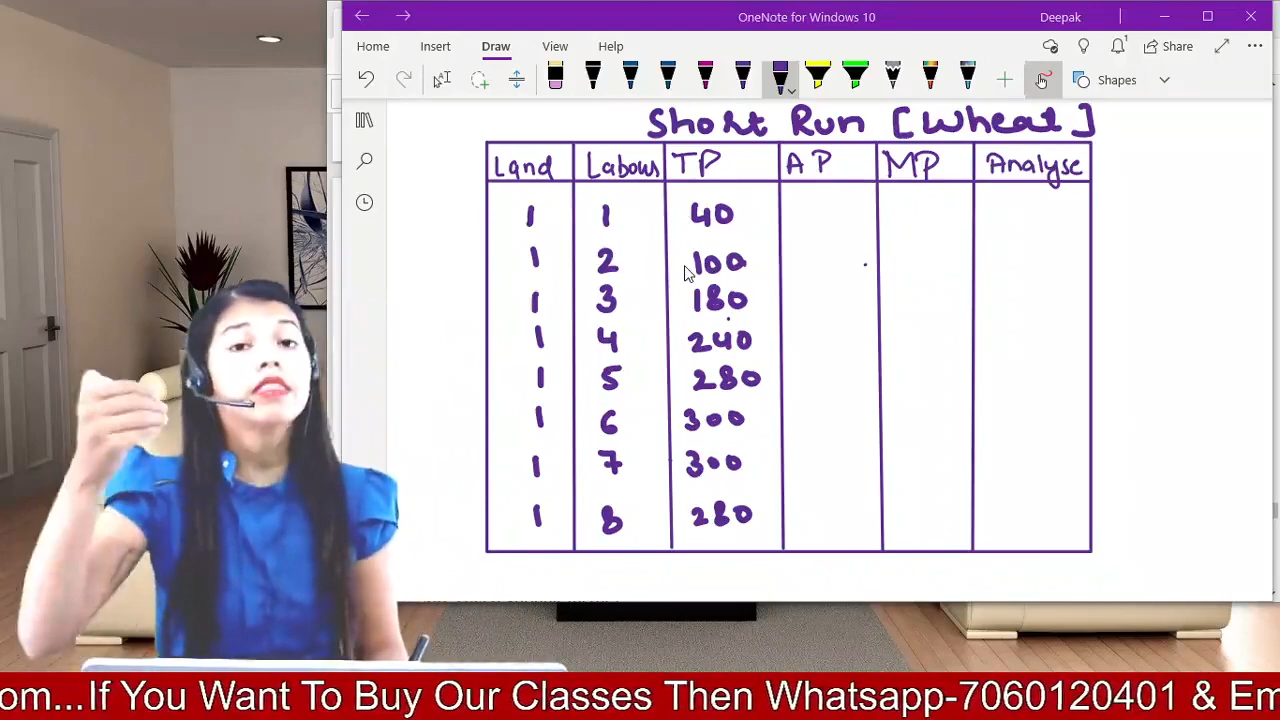 OneNote for Windows 10
Deepak
Home Insert Draw View Help
Share
Shapes
Short Run [Wheat]
Land Labour TP AP MP Analyse
1 1 40
1 2 100
1 3 180
1 4 240
1 5 280
1 6 300
1 7 300
1 8 280
om...If You Want To Buy Our Classes Then Whatsapp-7060120401 & Em